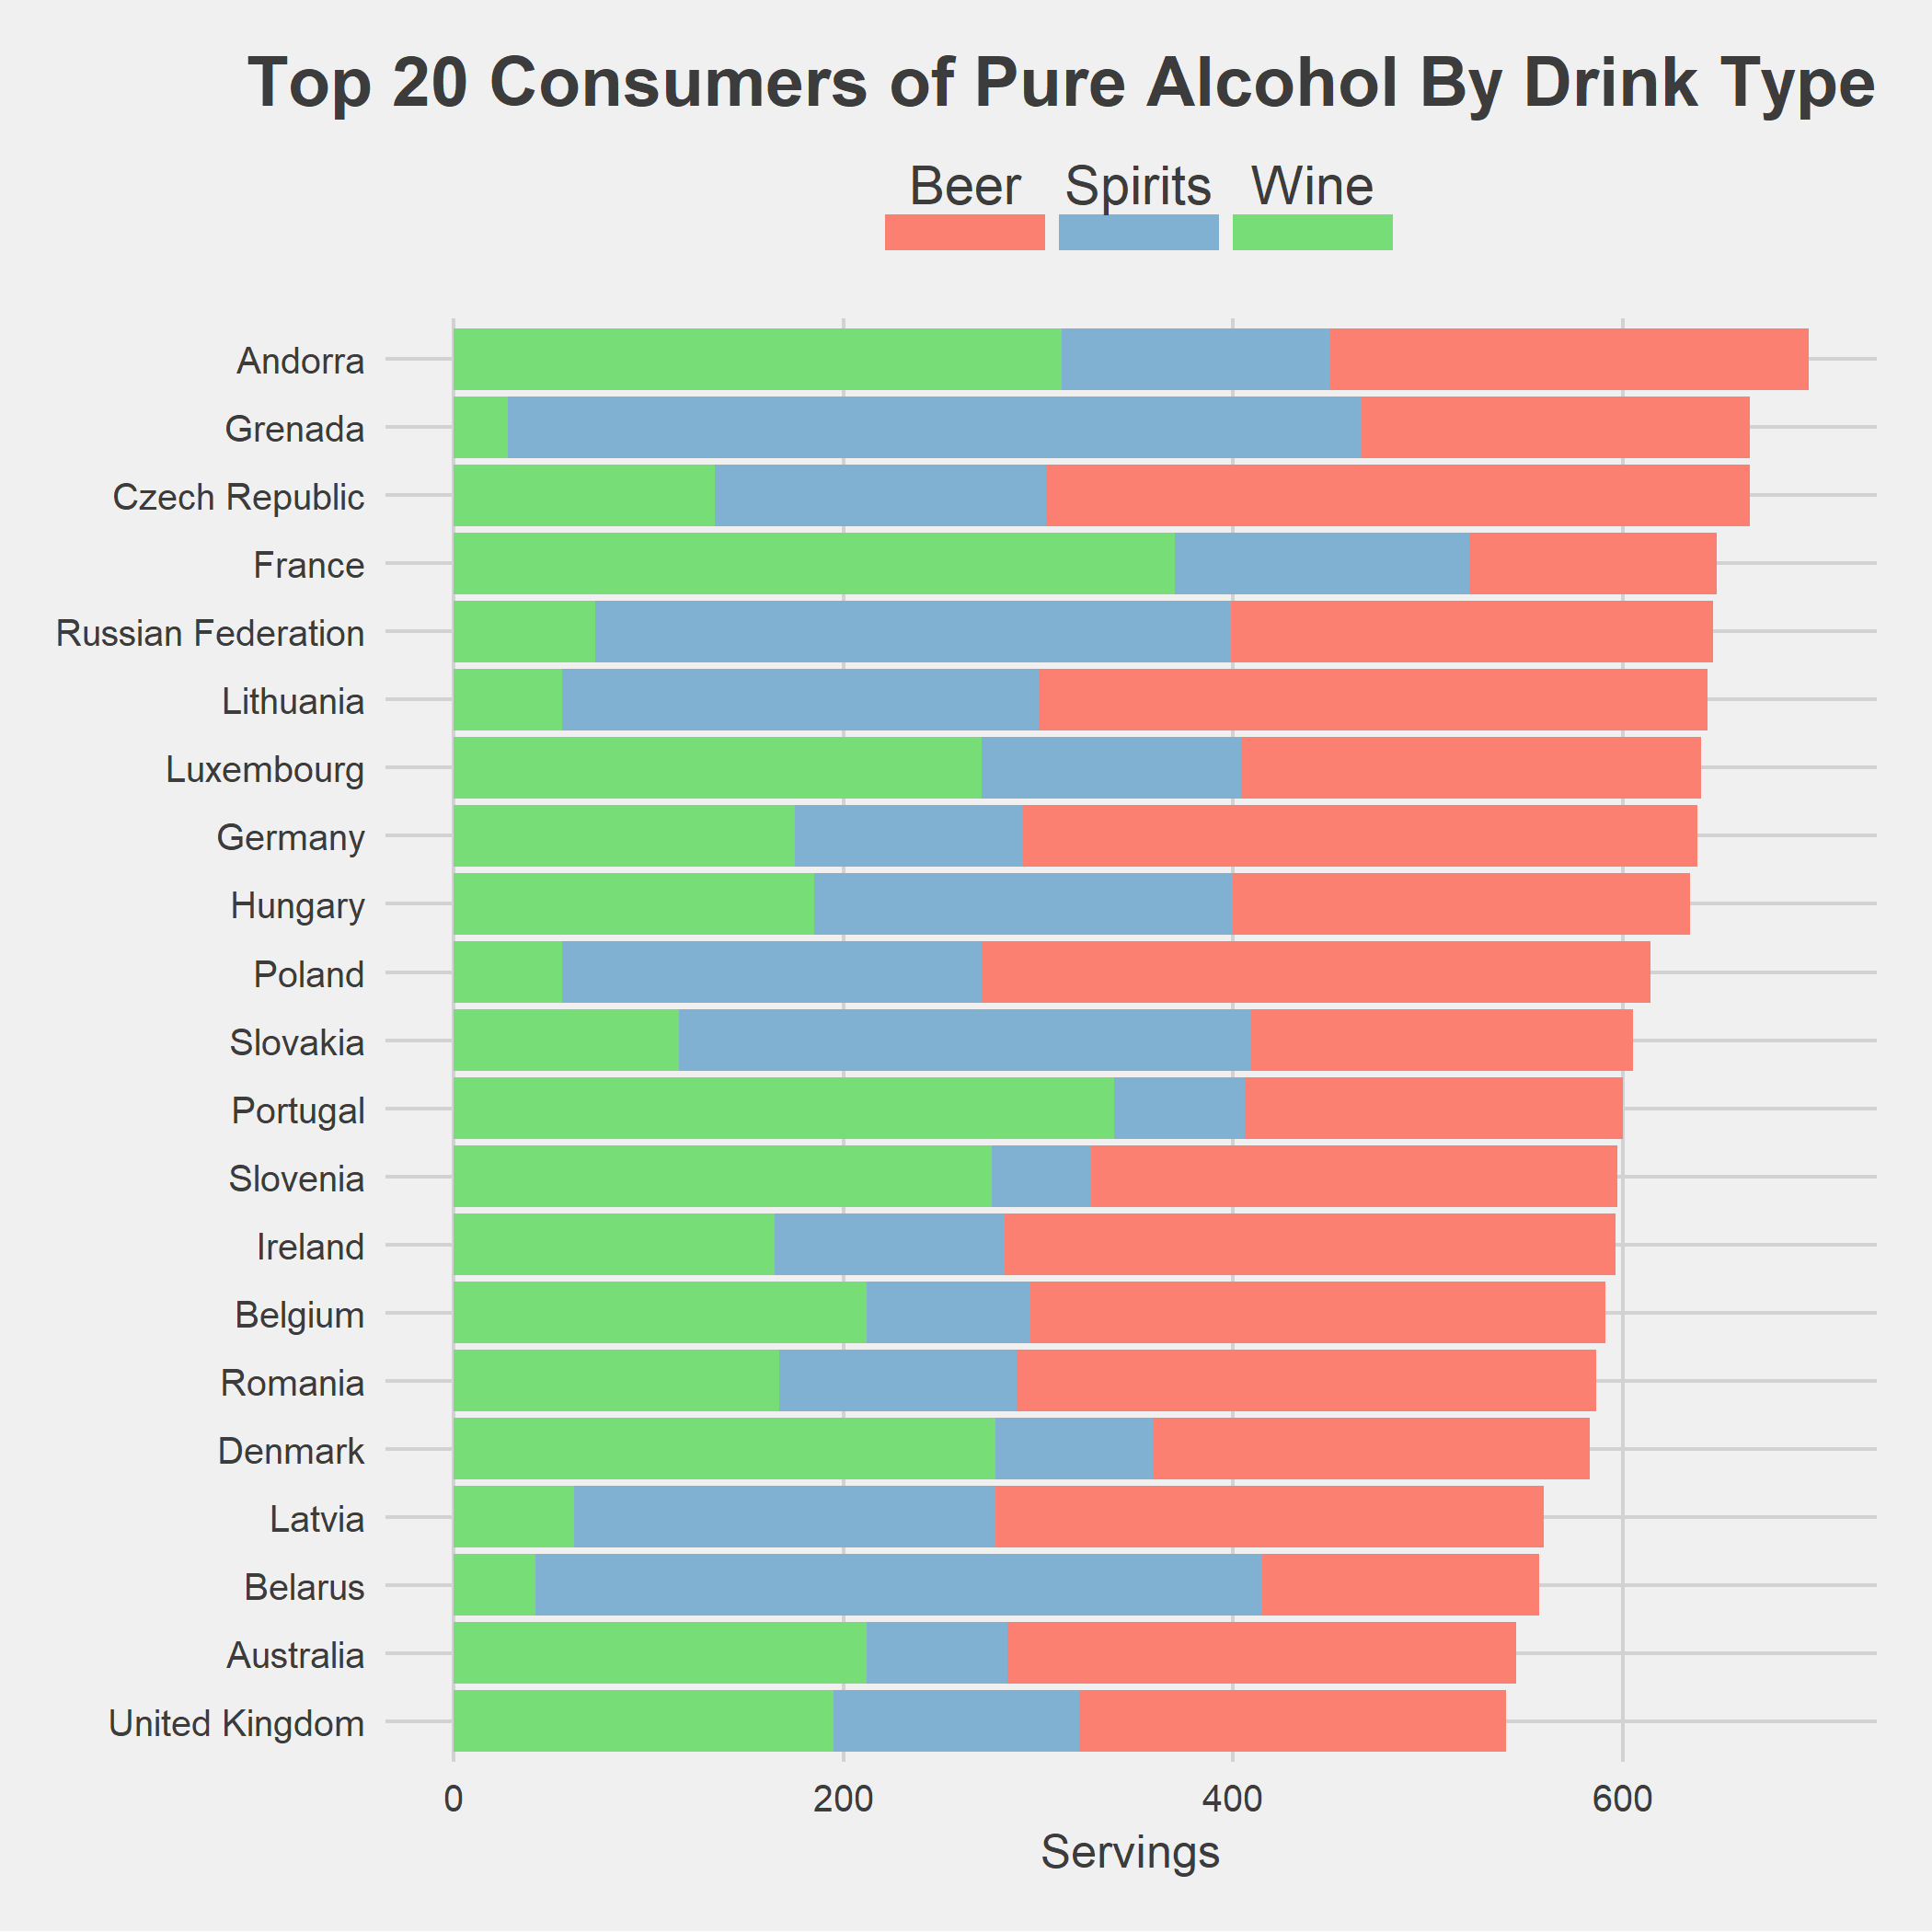 Top 20 Consumers of Pure Alcohol By Drink Type
Beer Spirits Wine
Andorra
Grenada
Czech Republic
France
Russian Federation
Lithuania
Luxembourg
Germany
Hungary
Poland
Slovakia
Portugal
Slovenia
Ireland
Belgium
Romania
Denmark
Latvia
Belarus
Australia
United Kingdom
0 200 400 600
Servings